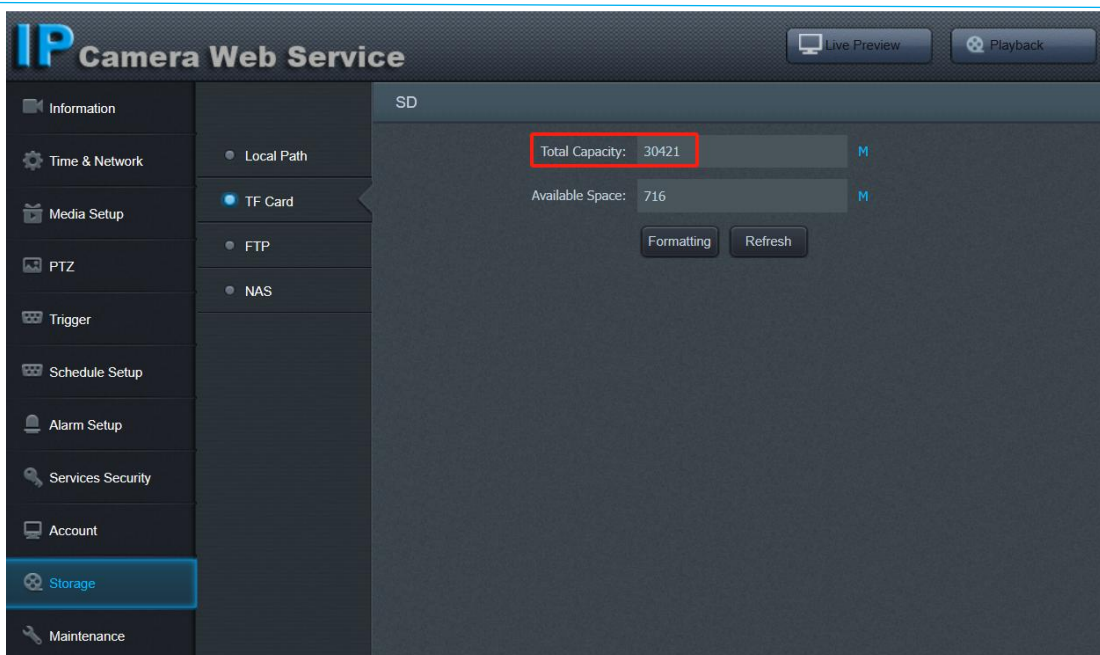 IP Camera Web Service
Live Preview
Playback
Information
Time & Network
Media Setup
PTZ
Trigger
Schedule Setup
Alarm Setup
Services Security
Account
Storage
Maintenance
Local Path
TF Card
FTP
NAS
SD
Total Capacity: 30421 M
Available Space: 716 M
Formatting Refresh